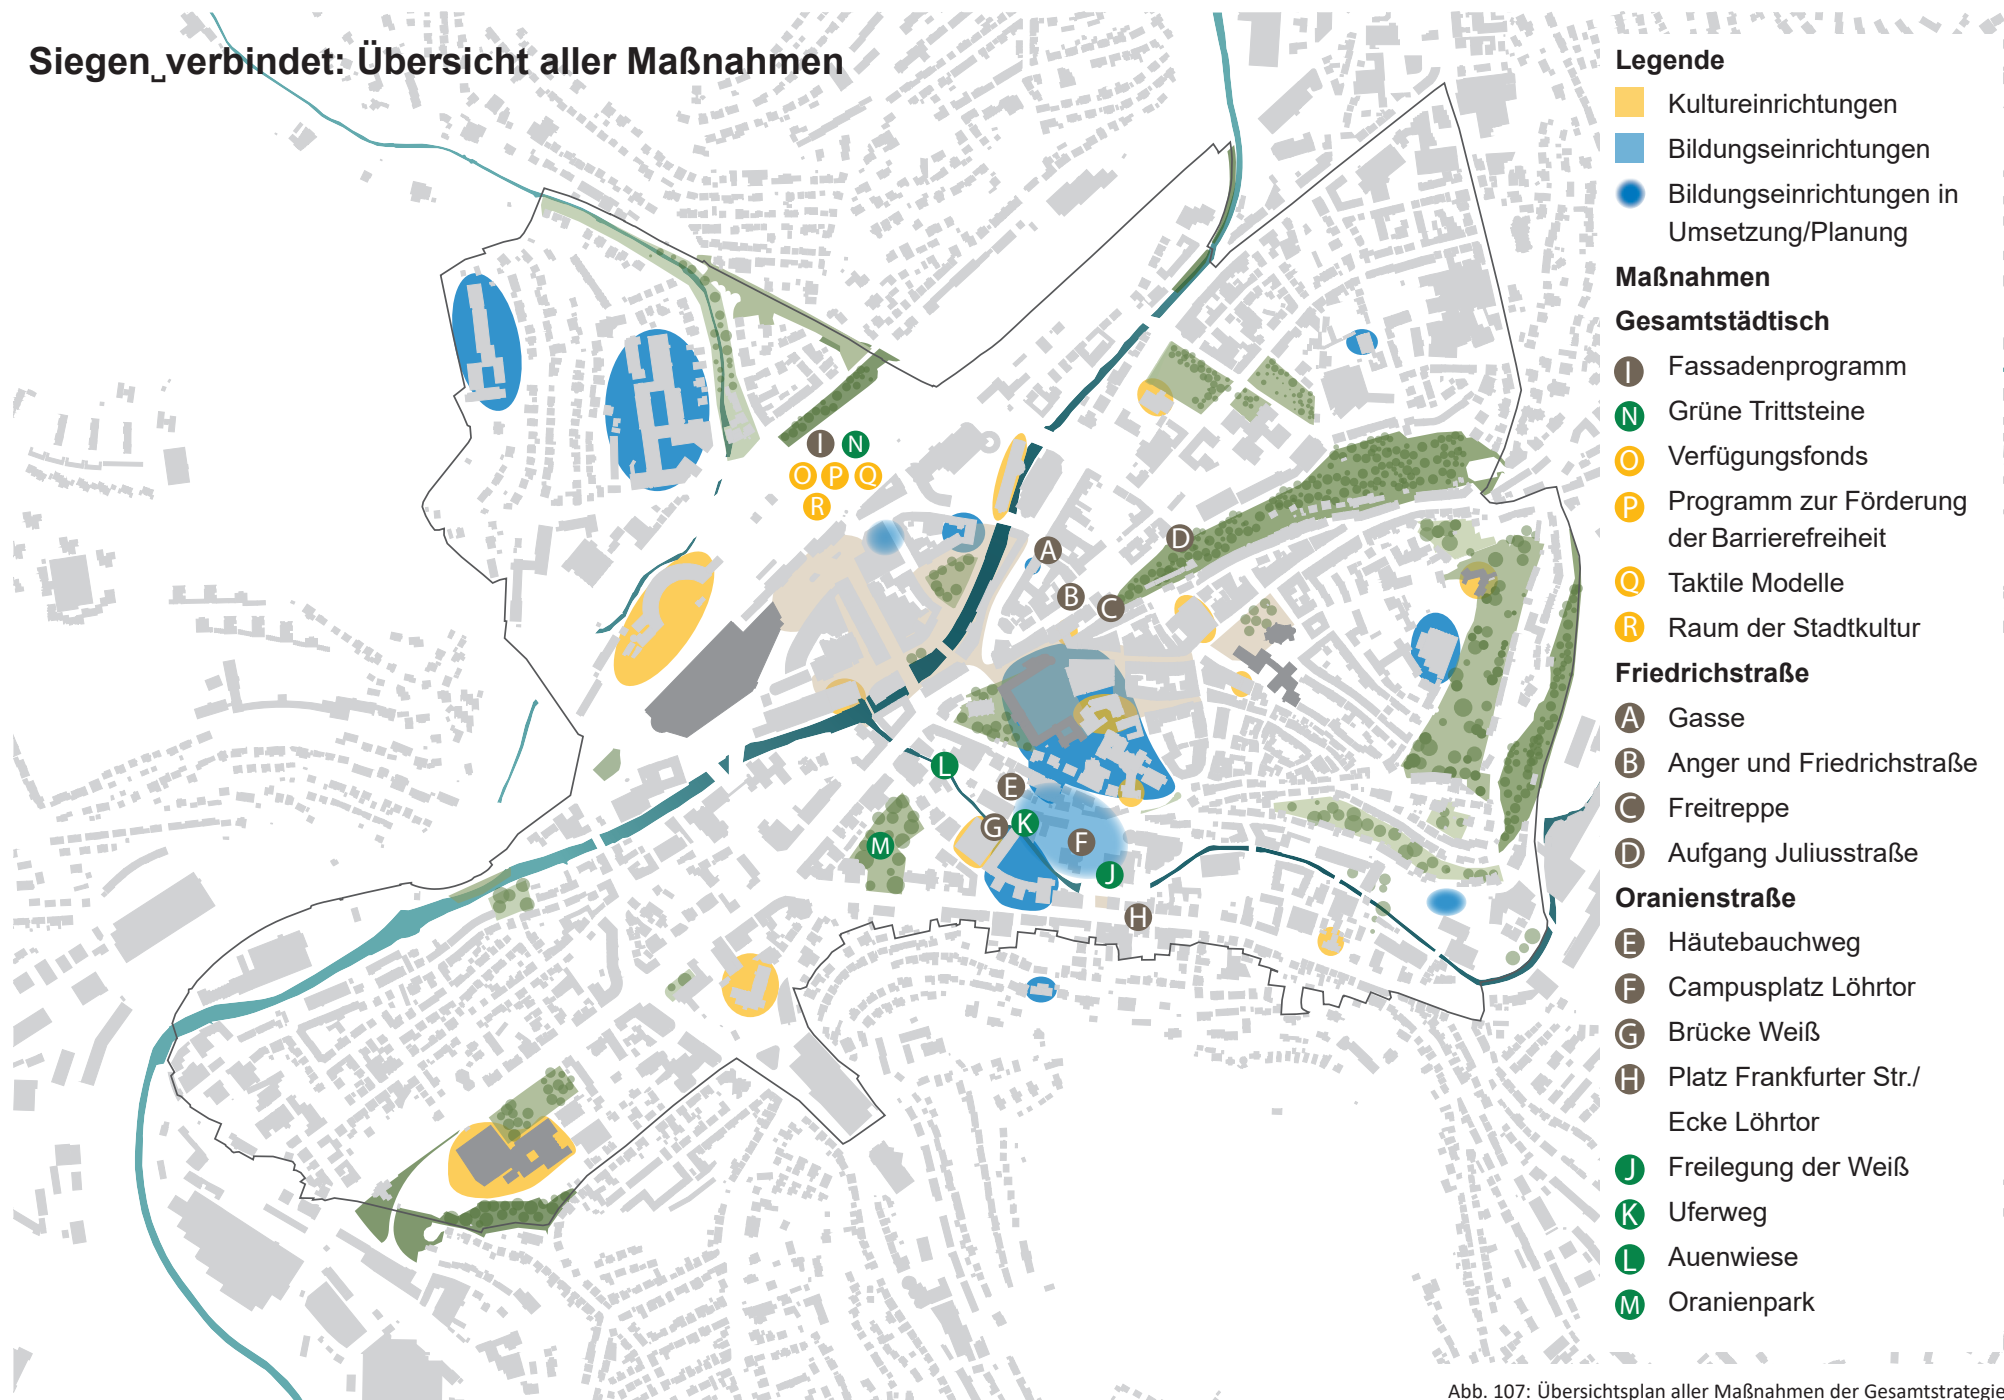 Siegen_verbindet: Übersicht aller Maßnahmen
I N
O P Q
R
A
B C
D
L
E
G K F
M
J
H
Legende
Kultureinrichtungen
Bildungseinrichtungen
Bildungseinrichtungen in
Umsetzung/Planung
Maßnahmen
Gesamtstädtisch
I Fassadenprogramm
N Grüne Trittsteine
O Verfügungsfonds
P Programm zur Förderung
der Barrierefreiheit
Q Taktile Modelle
R Raum der Stadtkultur
Friedrichstraße
A Gasse
B Anger und Friedrichstraße
C Freitreppe
D Aufgang Juliusstraße
Oranienstraße
E Häutebauchweg
F Campusplatz Löhrtor
G Brücke Weiß
H Platz Frankfurter Str./
Ecke Löhrtor
J Freilegung der Weiß
K Uferweg
L Auenwiese
M Oranienpark
Abb. 107: Übersichtsplan aller Maßnahmen der Gesamtstrategie